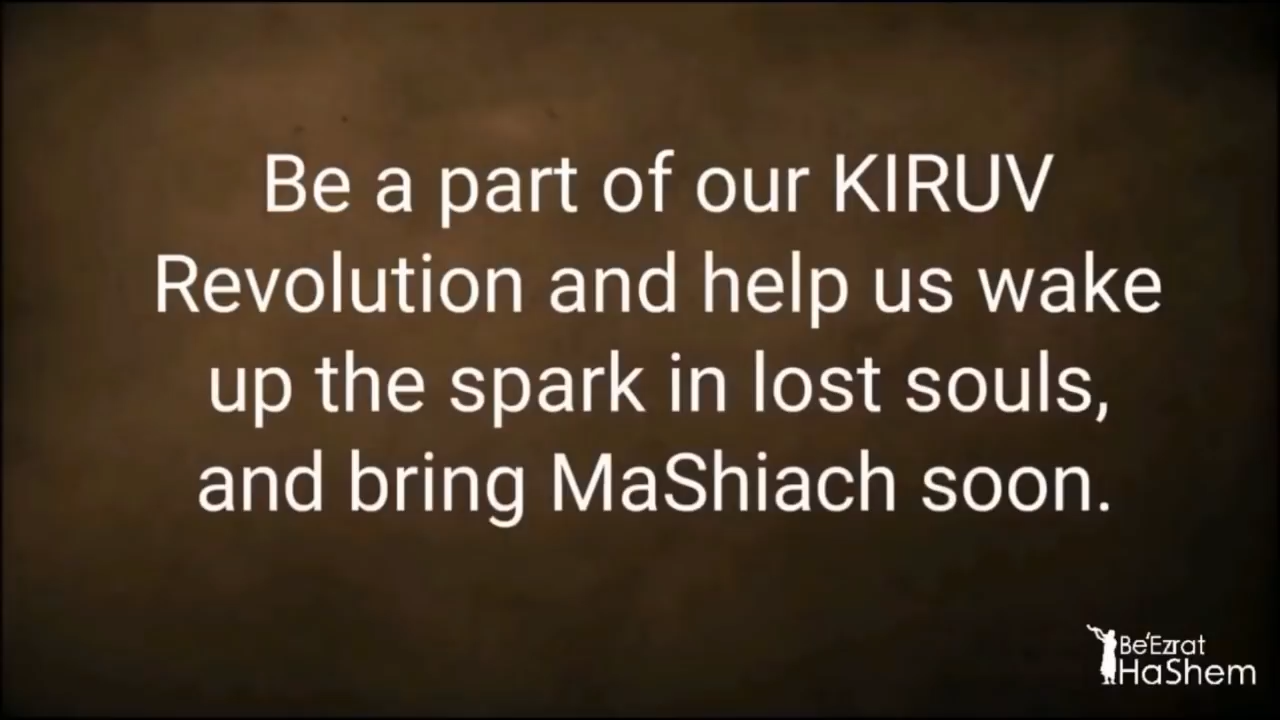 Be a part of our KIRUV
Revolution and help us wake
up the spark in lost souls,
and bring MaShiach soon.
Be'Ezrat
HaShem